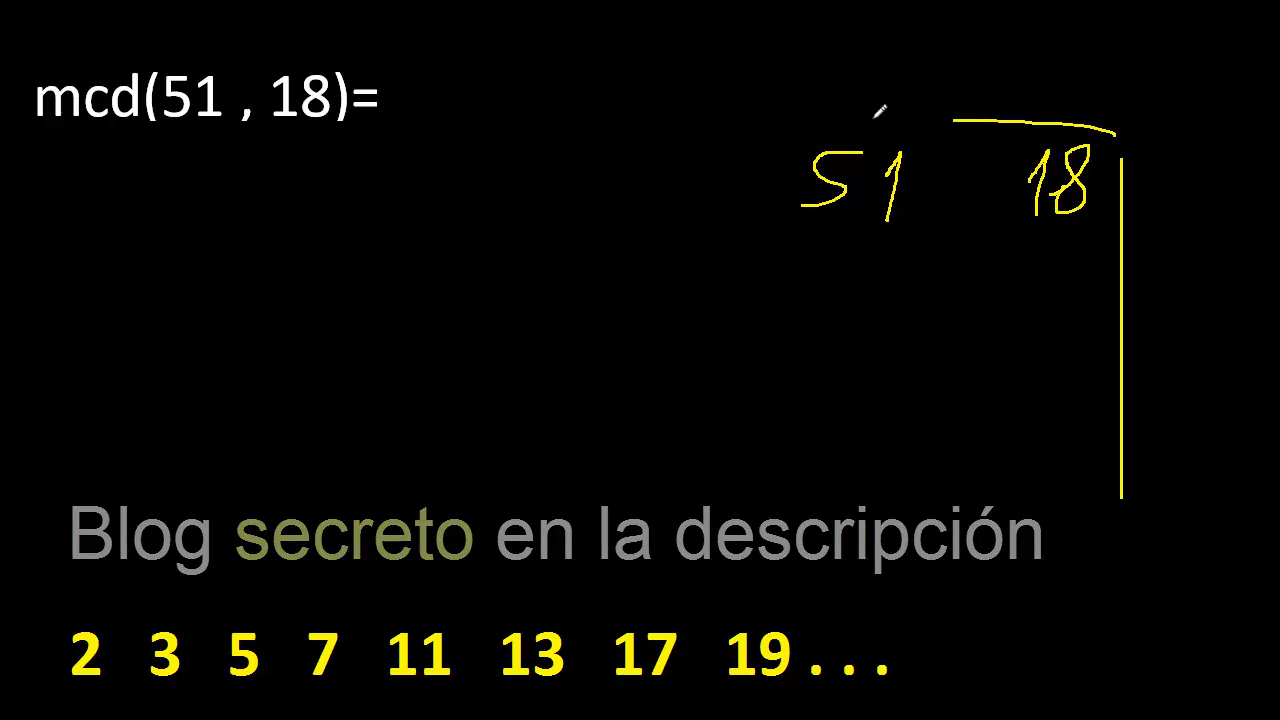 mcd(51 , 18)=
51 18
Blog secreto en la descripción
2 3 5 7 11 13 17 19 . . .